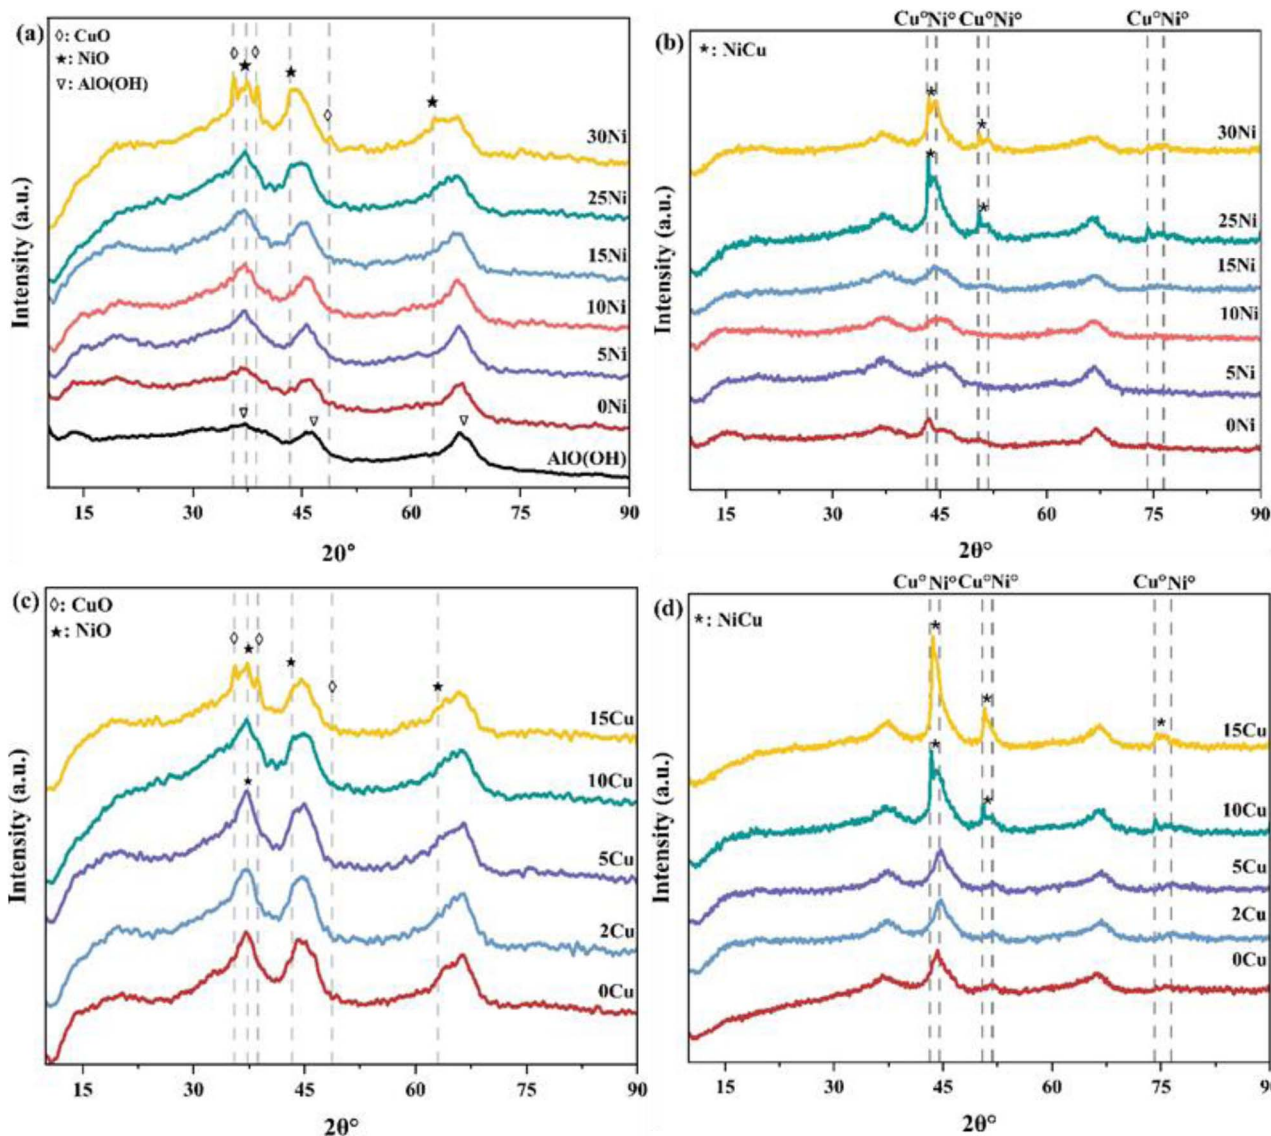 (a)
◊: CuO
★: NiO
▿: AlO(OH)
30Ni
25Ni
15Ni
10Ni
5Ni
0Ni
AlO(OH)
Intensity (a.u.)
15 30 45 60 75 90
20°
Cu°Ni° Cu°Ni° Cu°Ni°
(b)
*: NiCu
30Ni
25Ni
15Ni
10Ni
5Ni
0Ni
Intensity (a.u.)
15 30 45 60 75 90
2θ°
(c)
◊: CuO
★: NiO
15Cu
10Cu
5Cu
2Cu
0Cu
Intensity (a.u.)
15 30 45 60 75 90
2θ°
Cu°Ni° Cu°Ni° Cu°Ni°
(d)
*: NiCu
15Cu
10Cu
5Cu
2Cu
0Cu
Intensity (a.u.)
15 30 45 60 75 90
2θ°